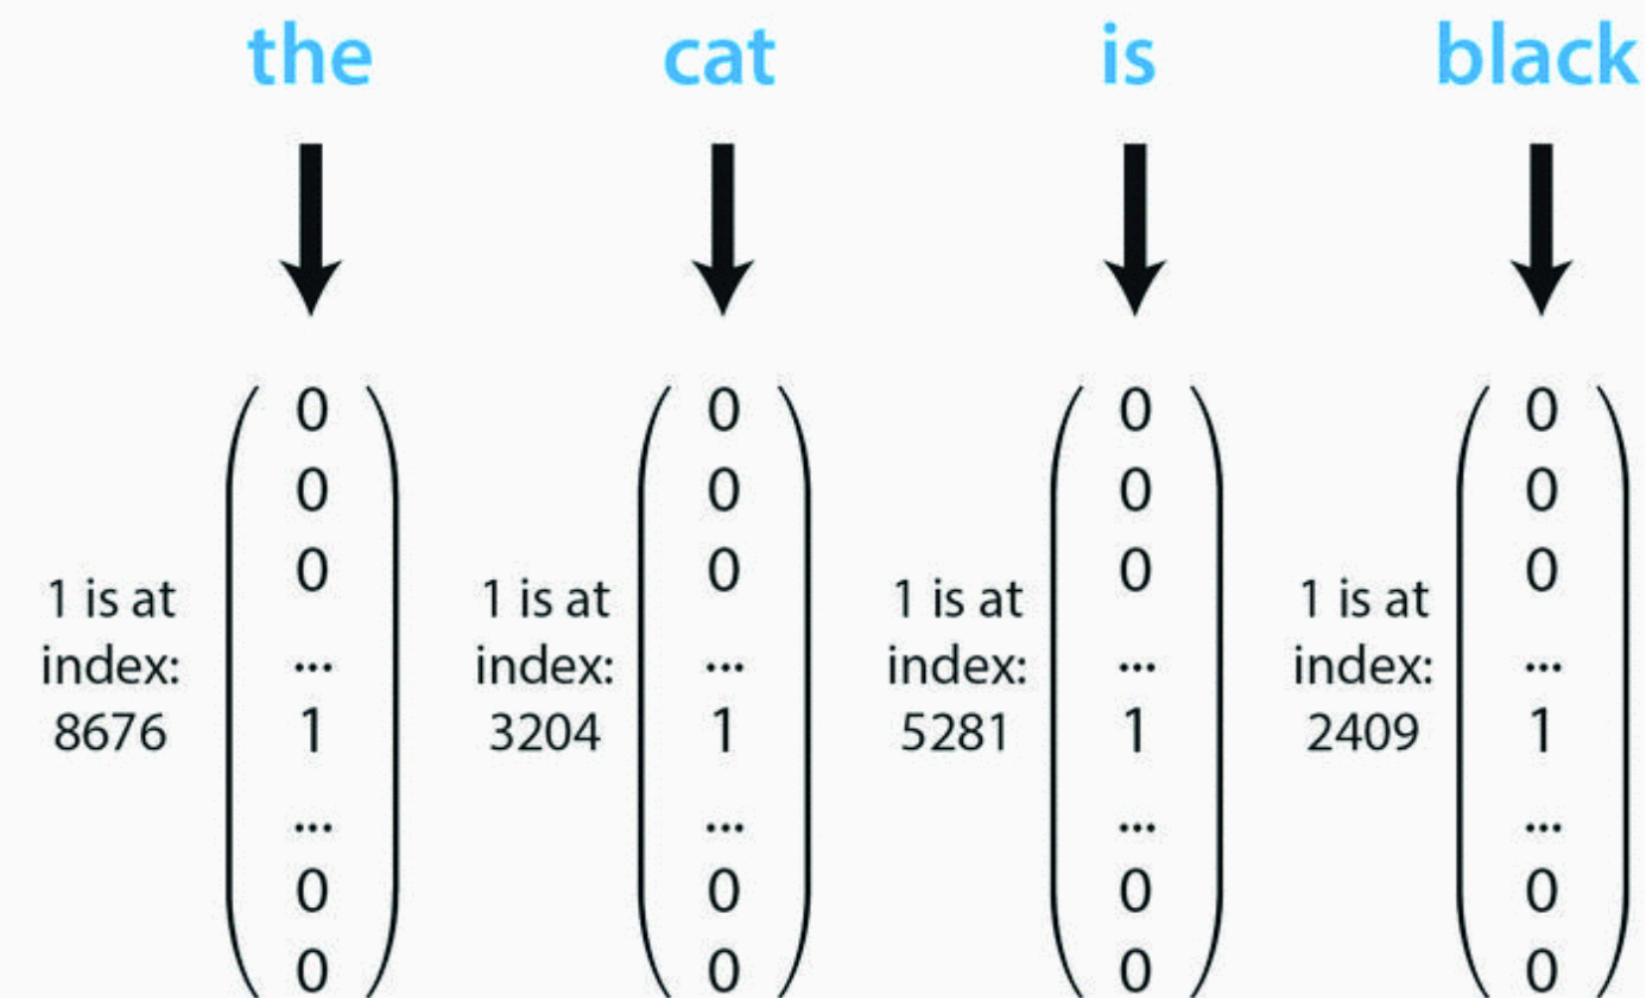 the cat is black
0 0 0 0
0 0 0 0
0 0 0 0
1 is at 1 is at 1 is at 1 is at
index: ... index: ... index: ... index: ...
8676 1 3204 1 5281 1 2409 1
... ... ... ...
0 0 0 0
0 0 0 0